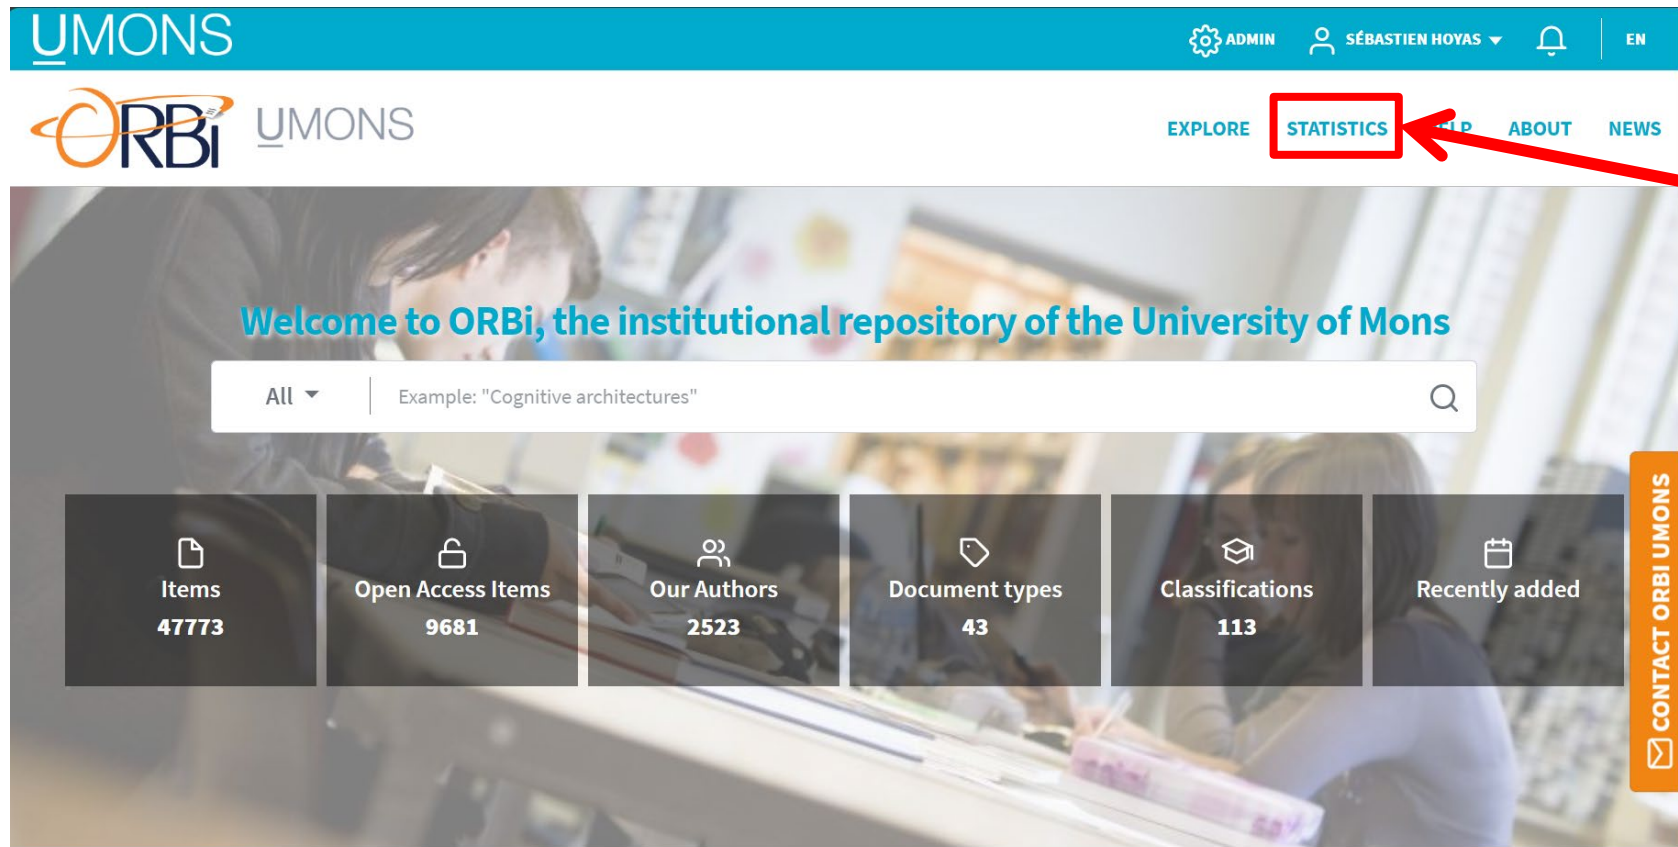 UMONS
ADMIN
SÉBASTIEN HOYAS
EN
ORBi UMONS
EXPLORE
STATISTICS
ABOUT
NEWS
Welcome to ORBi, the institutional repository of the University of Mons
All
Example: "Cognitive architectures"
Items
47773
Open Access Items
9681
Our Authors
2523
Document types
43
Classifications
113
Recently added
CONTACT ORBI UMONS